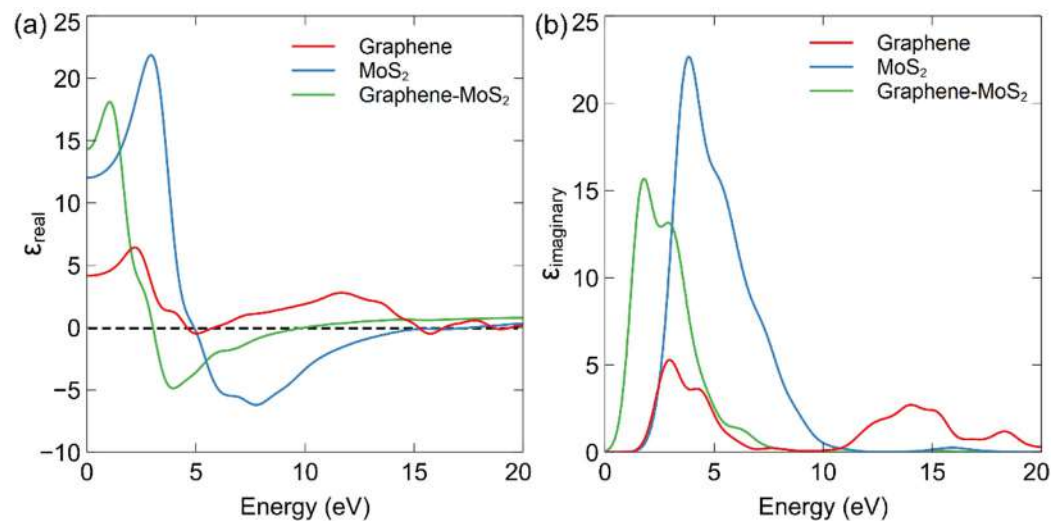 (a)
25
20
15
10
5
0
−5
−10
ε_real
Graphene
MoS₂
Graphene-MoS₂
0 5 10 15 20
Energy (eV)
(b)
25
20
15
10
5
0
ε_imaginary
Graphene
MoS₂
Graphene-MoS₂
0 5 10 15 20
Energy (eV)